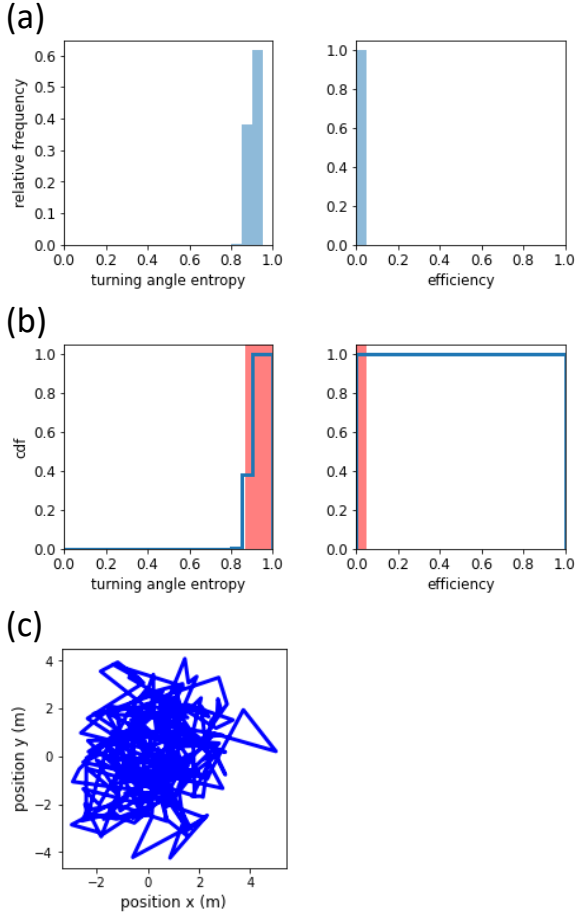 (a)
0.6
0.5
0.4
0.3
0.2
0.1
0.0
relative frequency
0.0 0.2 0.4 0.6 0.8 1.0
turning angle entropy
1.0
0.8
0.6
0.4
0.2
0.0
0.0 0.2 0.4 0.6 0.8 1.0
efficiency
(b)
1.0
0.8
0.6
0.4
0.2
0.0
cdf
0.0 0.2 0.4 0.6 0.8 1.0
turning angle entropy
1.0
0.8
0.6
0.4
0.2
0.0
0.0 0.2 0.4 0.6 0.8 1.0
efficiency
(c)
4
2
0
−2
−4
position y (m)
−2 0 2 4
position x (m)